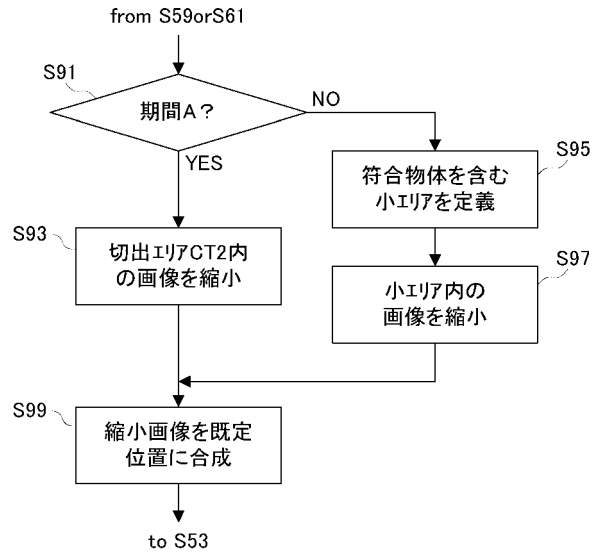 from S59orS61
S91
期間A?
NO
YES
S95
符合物体を含む
小エリアを定義
S93
切出エリアCT2内
の画像を縮小
S97
小エリア内の
画像を縮小
S99
縮小画像を既定
位置に合成
to S53